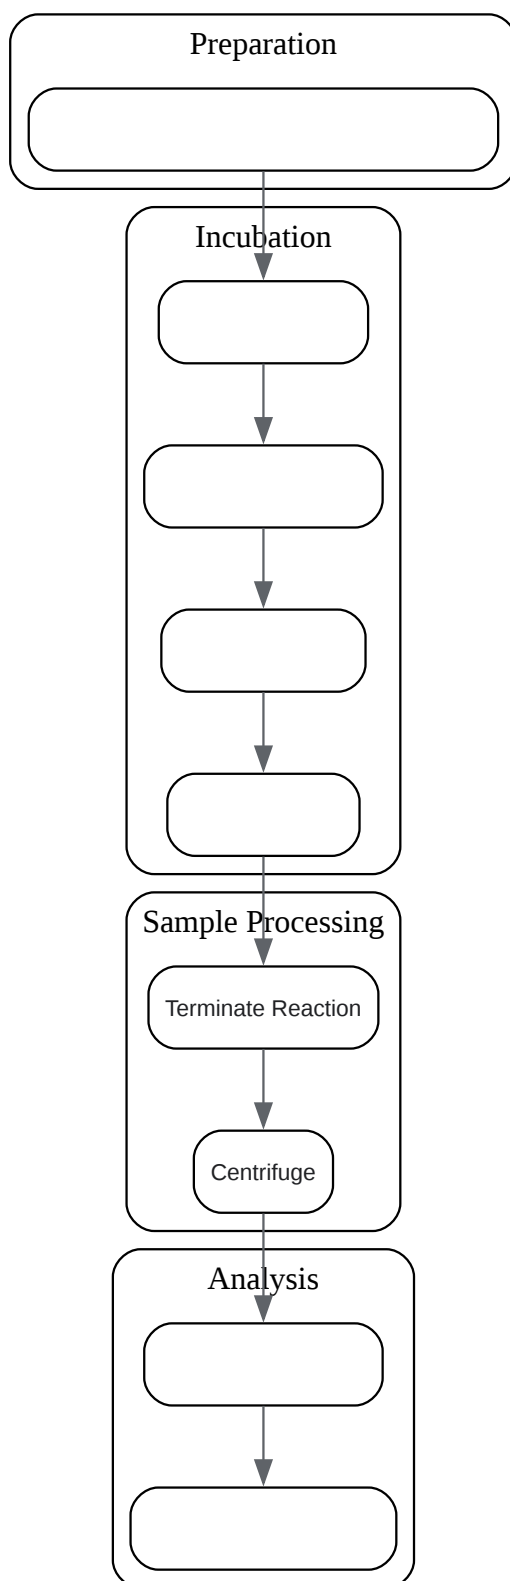 Preparation
Incubation
Sample Processing
Terminate Reaction
Centrifuge
Analysis